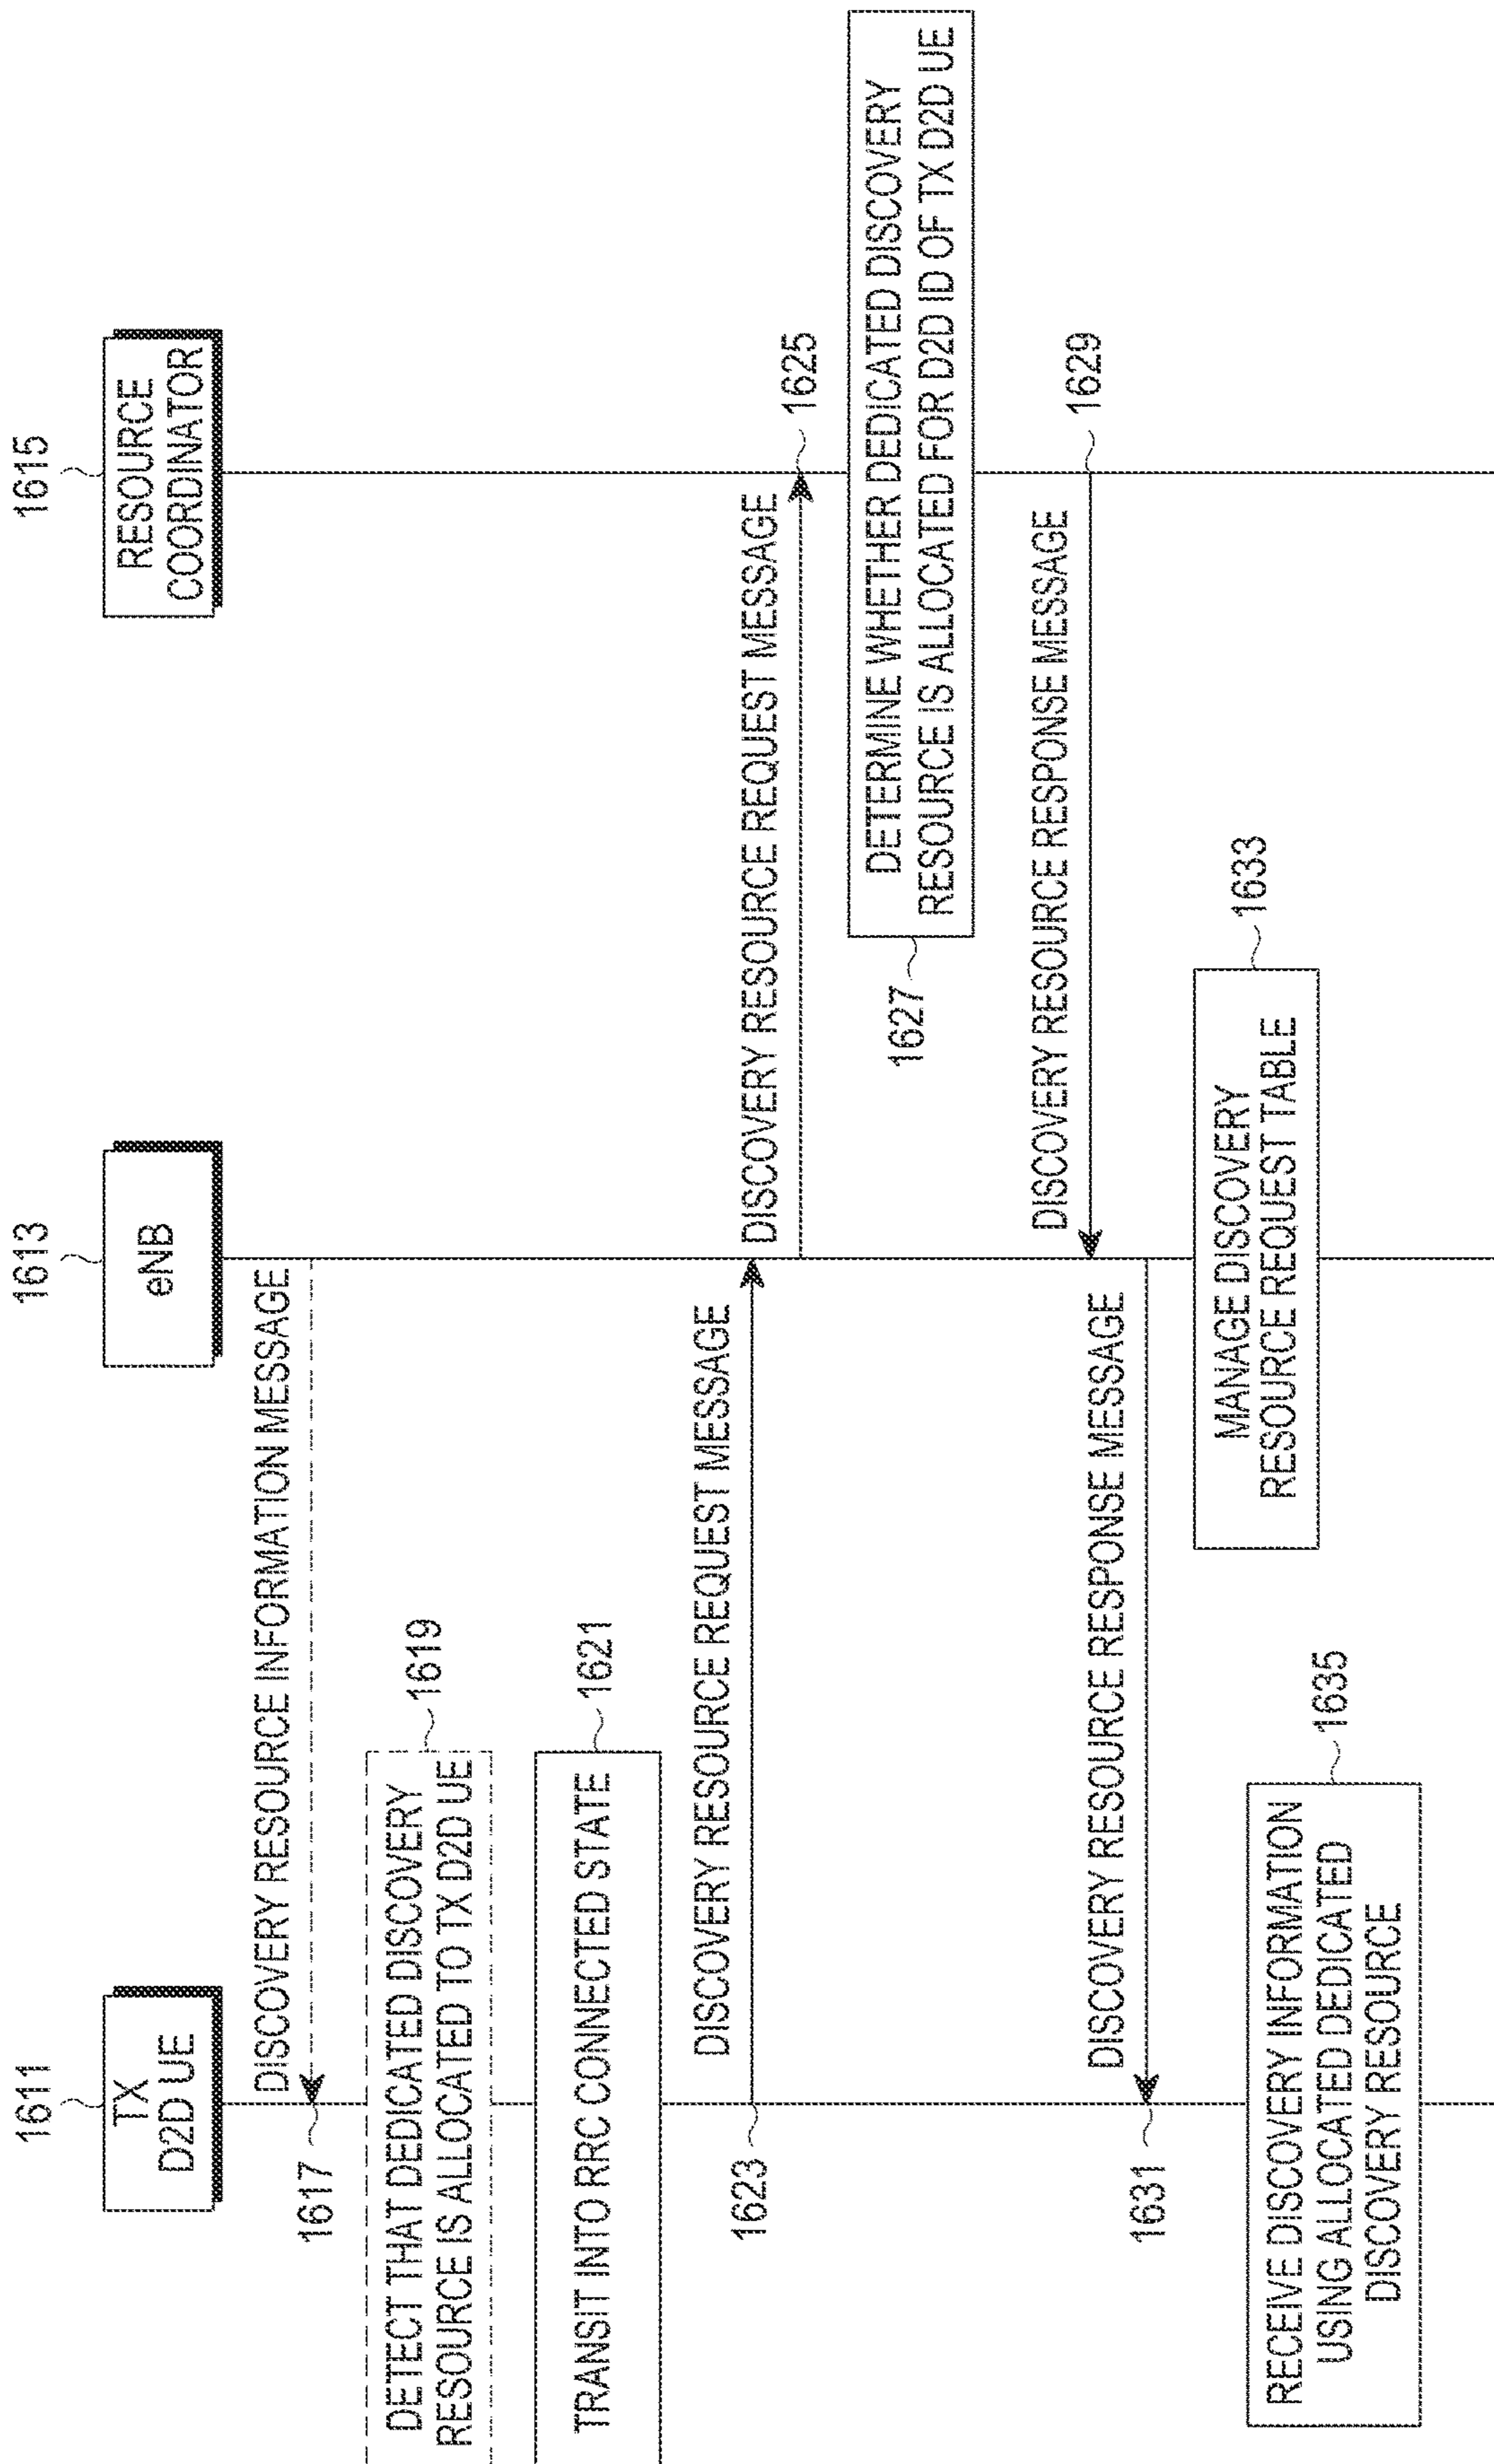 1611
TX
D2D UE
1613
eNB
1615
RESOURCE
COORDINATOR
DISCOVERY RESOURCE INFORMATION MESSAGE
1617
DETECT THAT DEDICATED DISCOVERY
RESOURCE IS ALLOCATED TO TX D2D UE
1619
TRANSIT INTO RRC CONNECTED STATE
1621
DISCOVERY RESOURCE REQUEST MESSAGE
1623
DISCOVERY RESOURCE REQUEST MESSAGE
1625
DETERMINE WHETHER DEDICATED DISCOVERY
RESOURCE IS ALLOCATED FOR D2D ID OF TX D2D UE
1627
DISCOVERY RESOURCE RESPONSE MESSAGE
1629
DISCOVERY RESOURCE RESPONSE MESSAGE
1631
MANAGE DISCOVERY
RESOURCE REQUEST TABLE
1633
RECEIVE DISCOVERY INFORMATION
USING ALLOCATED DEDICATED
DISCOVERY RESOURCE
1635